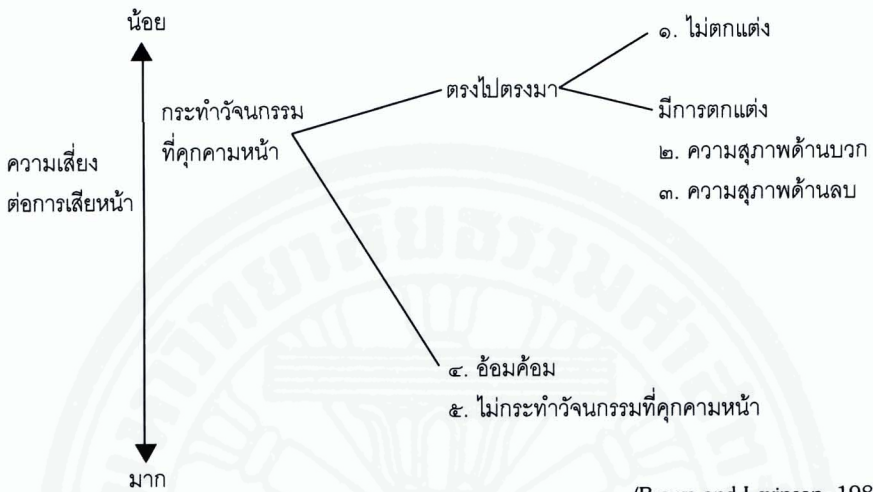 น้อย
๑. ไม่ตกแต่ง
ตรงไปตรงมา
กระทำวัจนกรรม
ที่คุกคามหน้า
มีการตกแต่ง
๒. ความสุภาพด้านบวก
๓. ความสุภาพด้านลบ
ความเสี่ยง
ต่อการเสียหน้า
๔. อ้อมค้อม
๕. ไม่กระทำวัจนกรรมที่คุกคามหน้า
มาก
(Brown and Levinson, 198